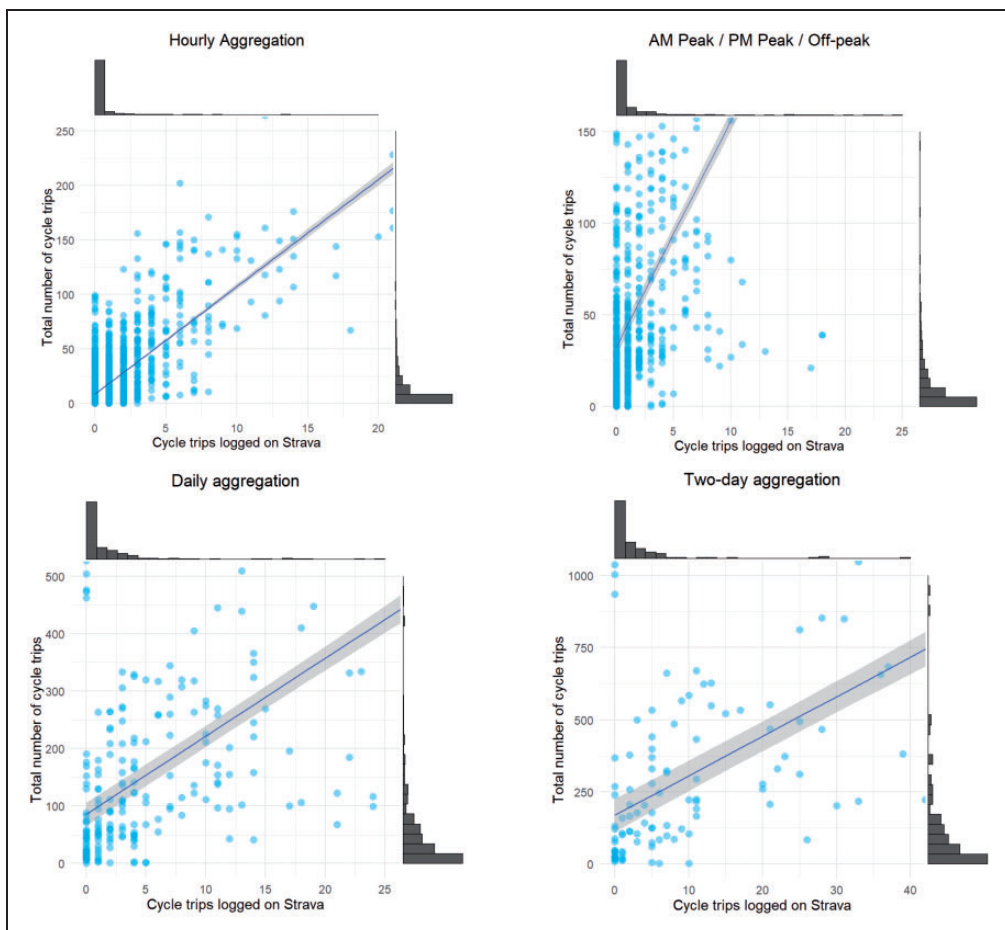 Hourly Aggregation
AM Peak / PM Peak / Off-peak
250
200
150
100
50
0
Total number of cycle trips
0 5 10 15 20
Cycle trips logged on Strava
150
100
50
0
Total number of cycle trips
0 5 10 15 20 25
Cycle trips logged on Strava
Daily aggregation
Two-day aggregation
500
400
300
200
100
0
Total number of cycle trips
0 5 10 15 20 25
Cycle trips logged on Strava
1000
750
500
250
0
Total number of cycle trips
0 10 20 30 40
Cycle trips logged on Strava